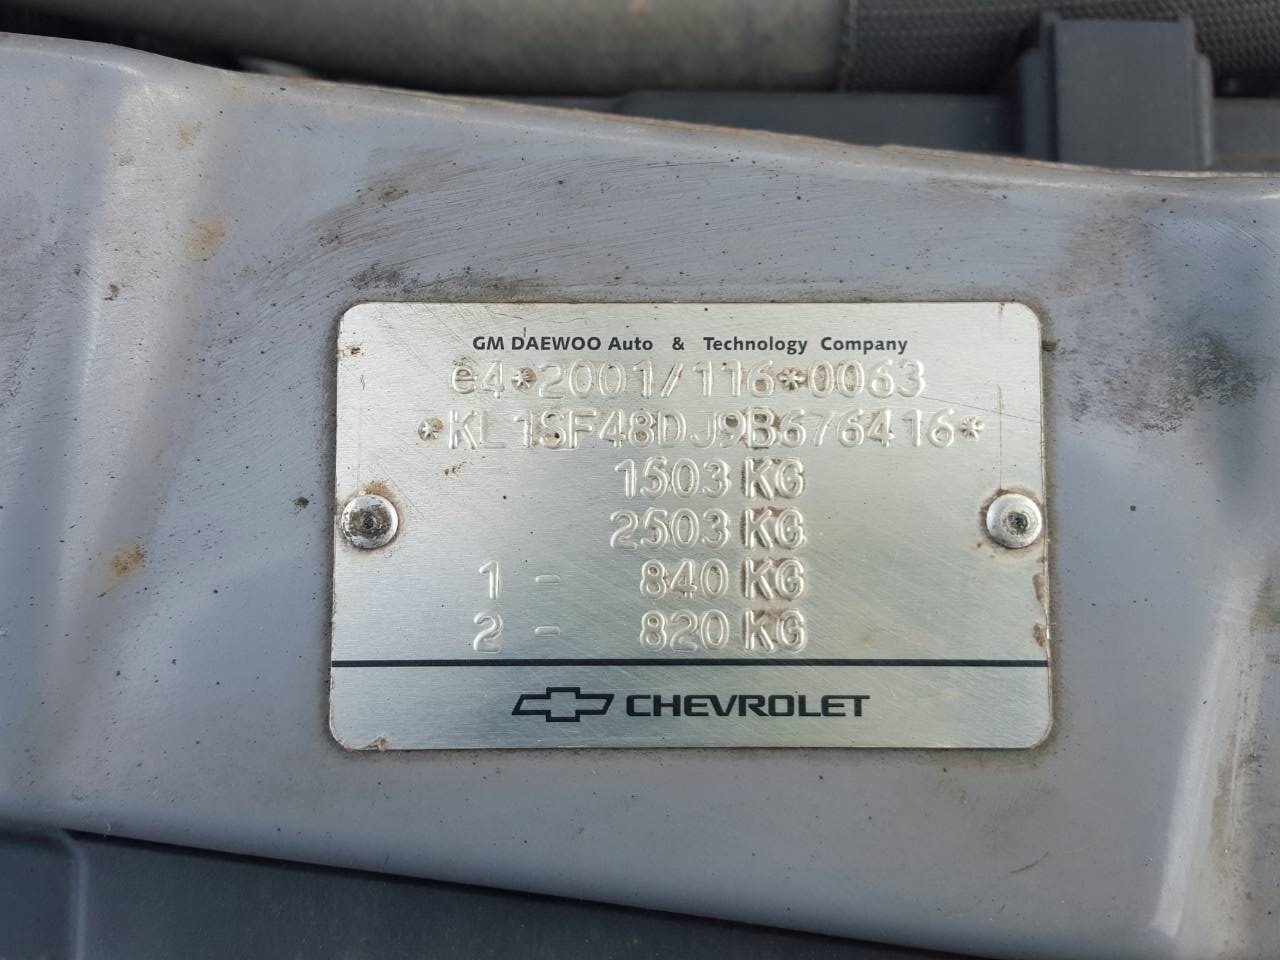 GM DAEWOO Auto & Technology Company
e4*2001/116*0063
*KL1SF48DJ9B676416*
1503 KG
2503 KG
1 - 840 KG
2 - 820 KG
CHEVROLET